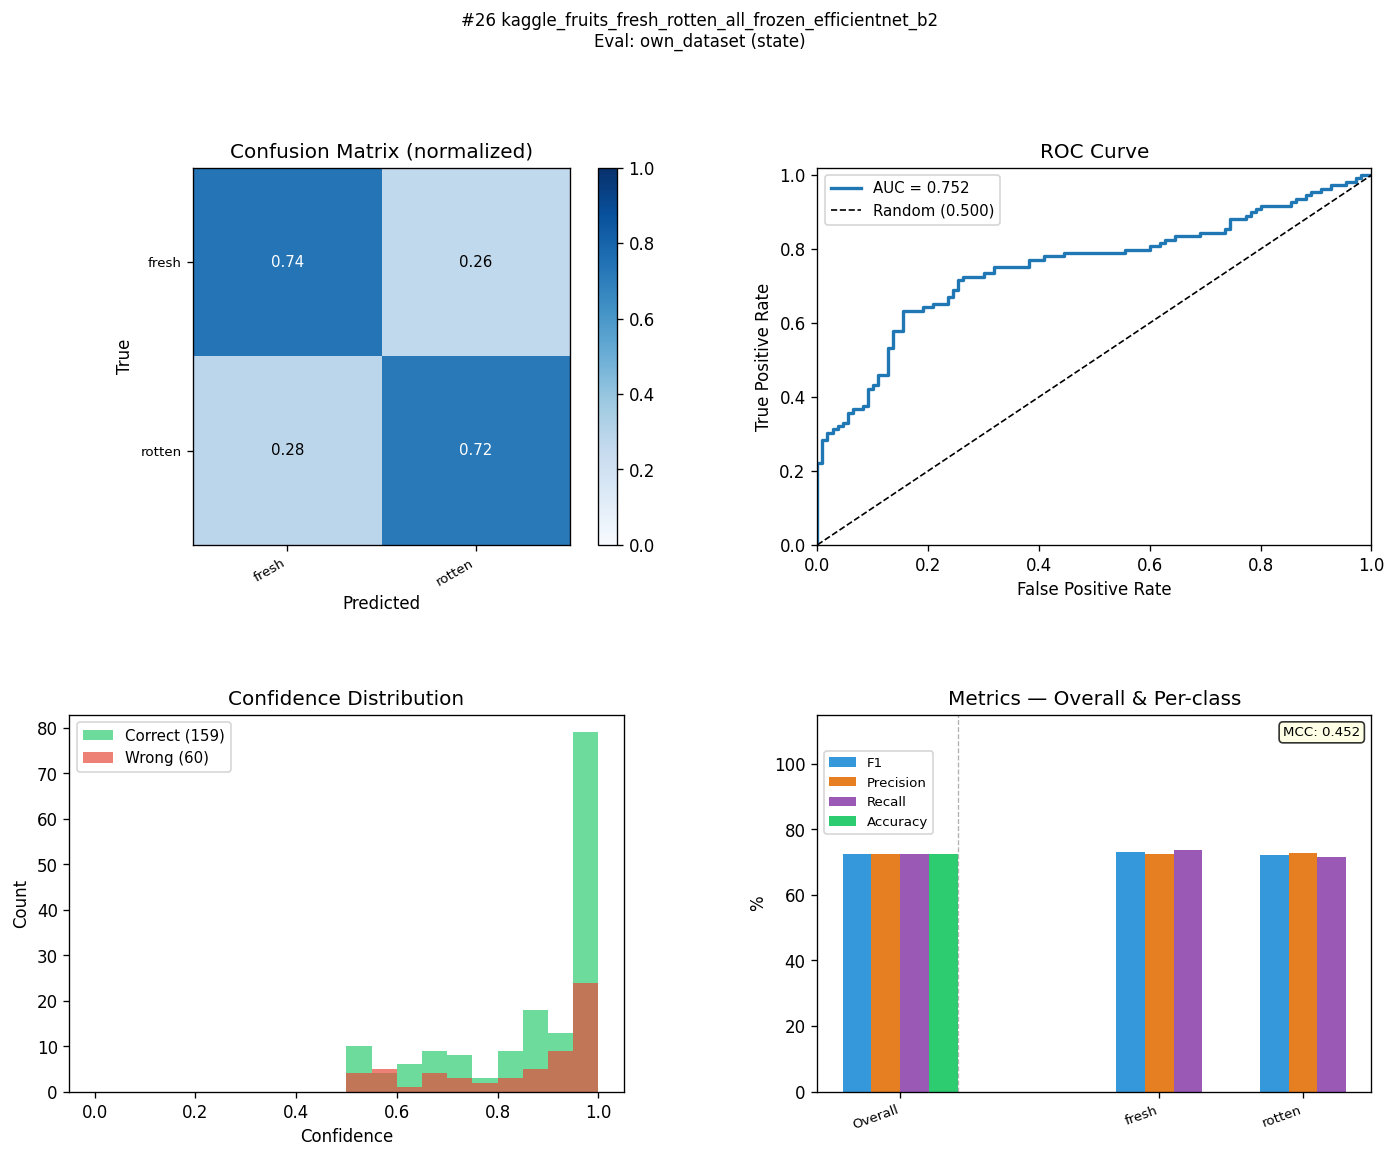 #26 kaggle_fruits_fresh_rotten_all_frozen_efficientnet_b2
Eval: own_dataset (state)
Confusion Matrix (normalized)
True
fresh
rotten
0.74
0.26
0.28
0.72
fresh
rotten
Predicted
1.0
0.8
0.6
0.4
0.2
0.0
ROC Curve
AUC = 0.752
Random (0.500)
True Positive Rate
1.0
0.8
0.6
0.4
0.2
0.0
0.0 0.2 0.4 0.6 0.8 1.0
False Positive Rate
Confidence Distribution
Correct (159)
Wrong (60)
Count
80
70
60
50
40
30
20
10
0
0.0 0.2 0.4 0.6 0.8 1.0
Confidence
Metrics — Overall & Per-class
MCC: 0.452
F1
Precision
Recall
Accuracy
%
100
80
60
40
20
0
Overall
fresh
rotten